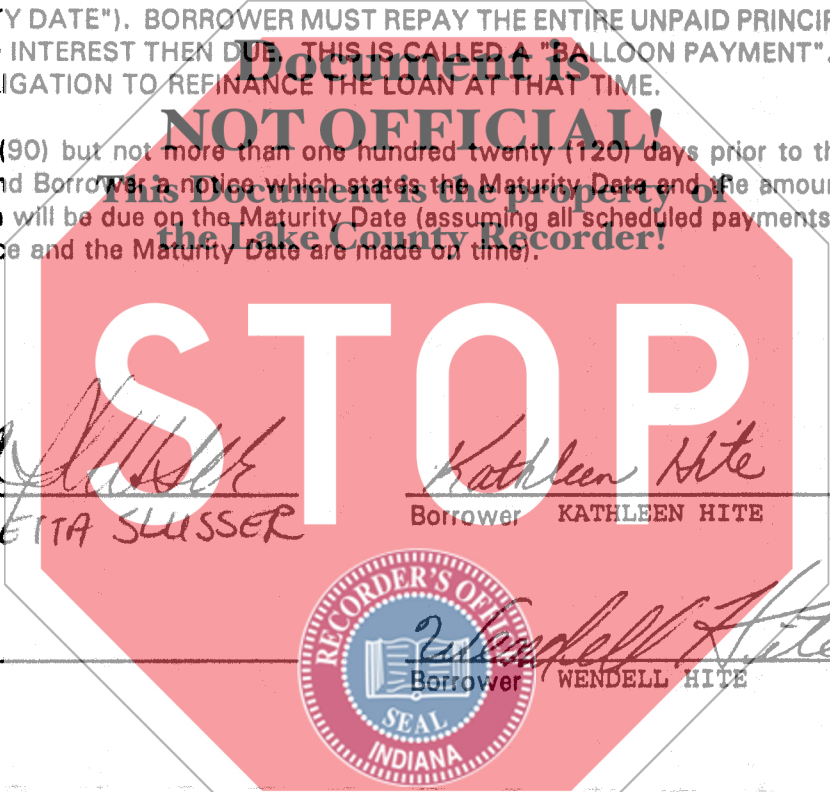 Y DATE"). BORROWER MUST REPAY THE ENTIRE UNPAID PRINCIP
INTEREST THEN DUE. THIS IS CALLED A "BALLOON PAYMENT".
IGATION TO REFINANCE THE LOAN AT THAT TIME.
Document is
NOT OFFICIAL!
This Document is the property of
the Lake County Recorder!
(90) but not more than one hundred twenty (120) days prior to th
nd Borrower a notice which states the Maturity Date and the amoun
will be due on the Maturity Date (assuming all scheduled payments
ce and the Maturity Date are made on time).
STOP
Slusser
Kathleen Hite
ETTA SLUSSER
Borrower KATHLEEN HITE
Wendell Hite
Borrower WENDELL HITE
RECORDER'S OFFICE
SEAL
INDIANA